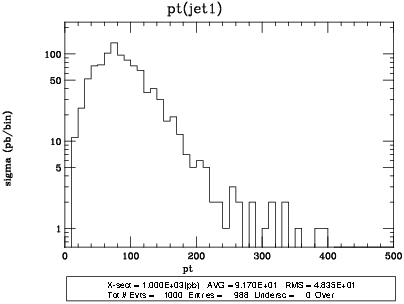 pt(jet1)
sigma (pb/bin)
100
50
10
5
1
0
100
200
300
400
500
pt
X-sect = 1.000E+03(pb) AVG = 9.170E+01 RMS = 4.835E+01
Tot # Evts = 1000 Entries = 988 Undersc = 0 Over